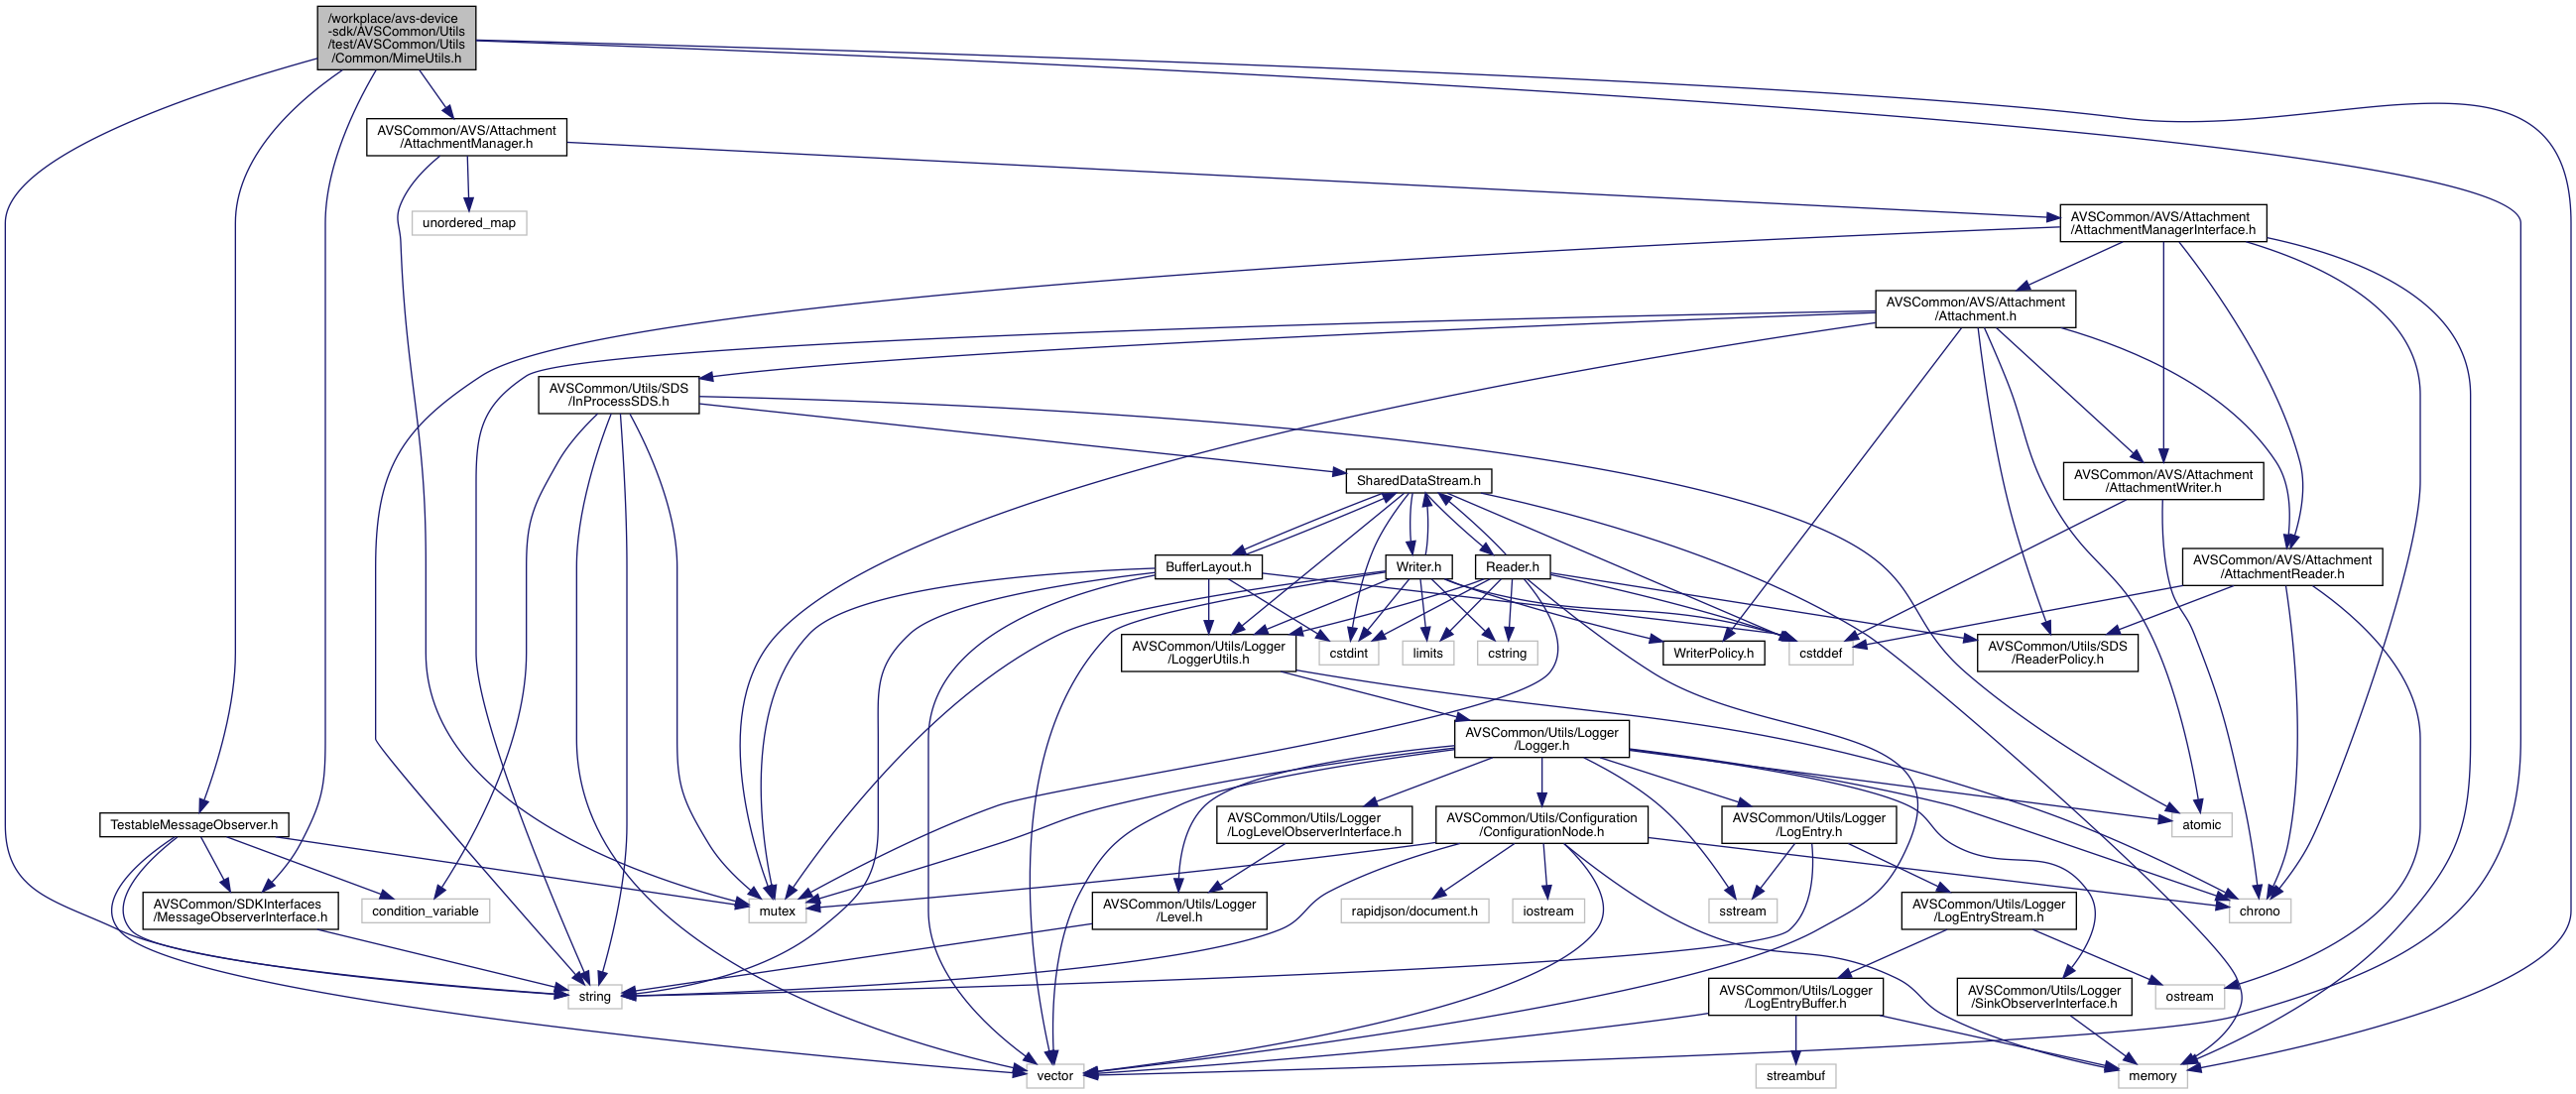 /workplace/avs-device
-sdk/AVSCommon/Utils
/test/AVSCommon/Utils
/Common/MimeUtils.h
AVSCommon/AVS/Attachment
/AttachmentManager.h
unordered_map
AVSCommon/AVS/Attachment
/AttachmentManagerInterface.h
AVSCommon/AVS/Attachment
/Attachment.h
AVSCommon/Utils/SDS
/InProcessSDS.h
SharedDataStream.h
AVSCommon/AVS/Attachment
/AttachmentWriter.h
BufferLayout.h
Writer.h
Reader.h
AVSCommon/AVS/Attachment
/AttachmentReader.h
AVSCommon/Utils/Logger
/LoggerUtils.h
cstdint
limits
cstring
WriterPolicy.h
cstddef
AVSCommon/Utils/SDS
/ReaderPolicy.h
AVSCommon/Utils/Logger
/Logger.h
TestableMessageObserver.h
AVSCommon/Utils/Logger
/LogLevelObserverInterface.h
AVSCommon/Utils/Configuration
/ConfigurationNode.h
AVSCommon/Utils/Logger
/LogEntry.h
atomic
AVSCommon/SDKInterfaces
/MessageObserverInterface.h
condition_variable
mutex
AVSCommon/Utils/Logger
/Level.h
rapidjson/document.h
iostream
sstream
AVSCommon/Utils/Logger
/LogEntryStream.h
chrono
string
AVSCommon/Utils/Logger
/LogEntryBuffer.h
AVSCommon/Utils/Logger
/SinkObserverInterface.h
ostream
vector
streambuf
memory